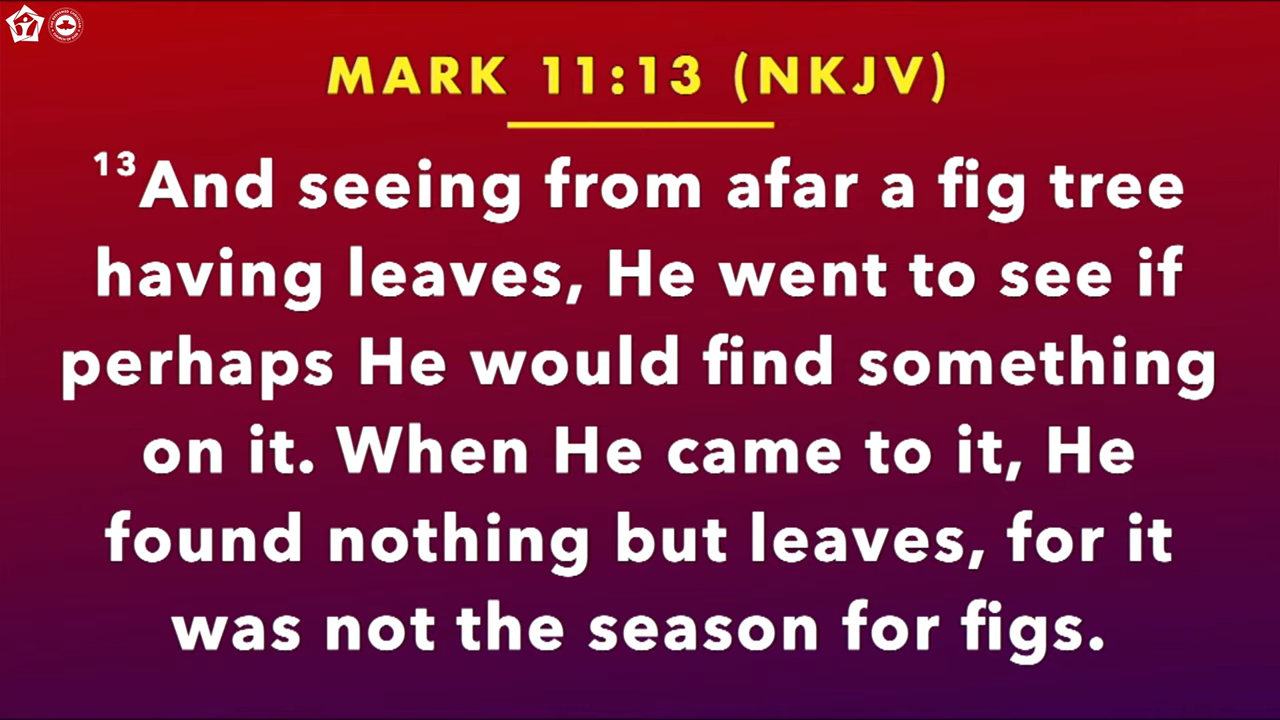 MARK 11:13 (NKJV)
13And seeing from afar a fig tree
having leaves, He went to see if
perhaps He would find something
on it. When He came to it, He
found nothing but leaves, for it
was not the season for figs.